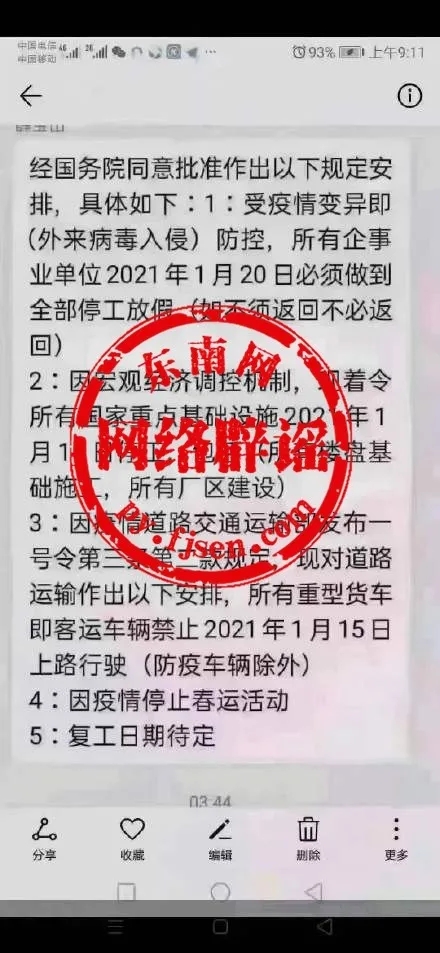 中国电信
中国移动
4G 2G ··· 93% 上午9:11
经国务院同意批准作出以下规定安
排，具体如下：1：受疫情变异即
(外来病毒入侵）防控，所有企事
业单位2021年1月20日必须做到
全部停工放假（如不须返回不必返
回）
东南网
2：因宏观经济调控机制，现着令
所有国家重点基础设施2021年1
网络辟谣
月1 楼盘基
础施工，所有厂区建设）
py.fjsen.com
3：因疫情道路交通运输部发布一
号令第三条第二款规定，现对道路
运输作出以下安排，所有重型货车
即客运车辆禁止2021年1月15日
上路行驶（防疫车辆除外）
4：因疫情停止春运活动
5：复工日期待定
03:44
分享 收藏 编辑 删除 更多